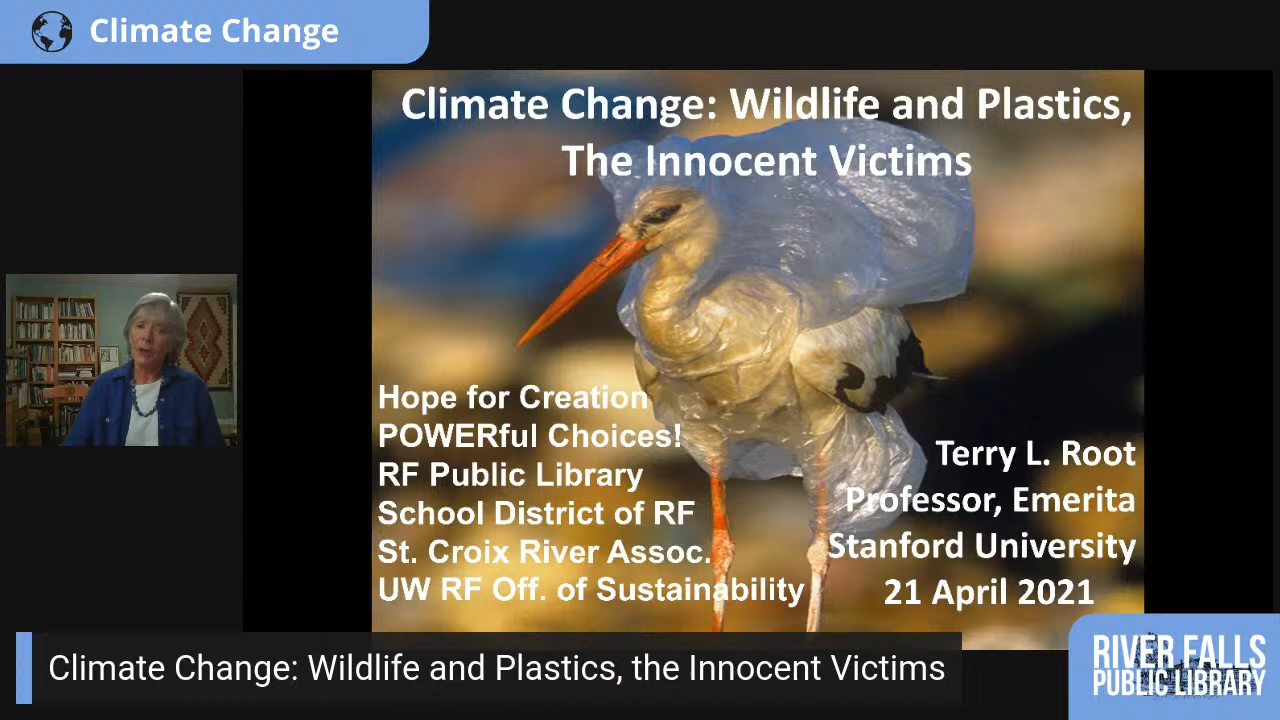 Climate Change
Climate Change: Wildlife and Plastics,
The Innocent Victims
Hope for Creation
POWERful Choices!
RF Public Library
School District of RF
St. Croix River Assoc.
UW RF Off. of Sustainability
Terry L. Root
Professor, Emerita
Stanford University
21 April 2021
Climate Change: Wildlife and Plastics, the Innocent Victims
RIVER FALLS
PUBLIC LIBRARY